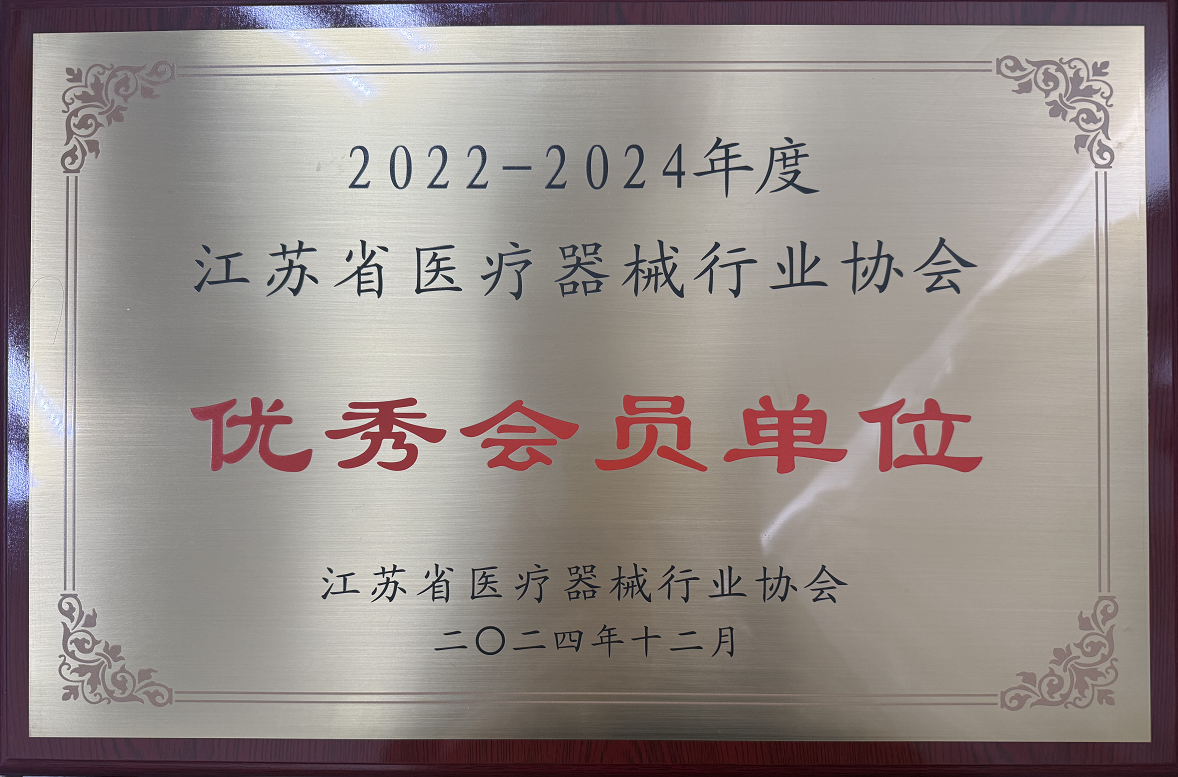 2022-2024年度
江苏省医疗器械行业协会
优秀会员单位
江苏省医疗器械行业协会
二〇二四年十二月